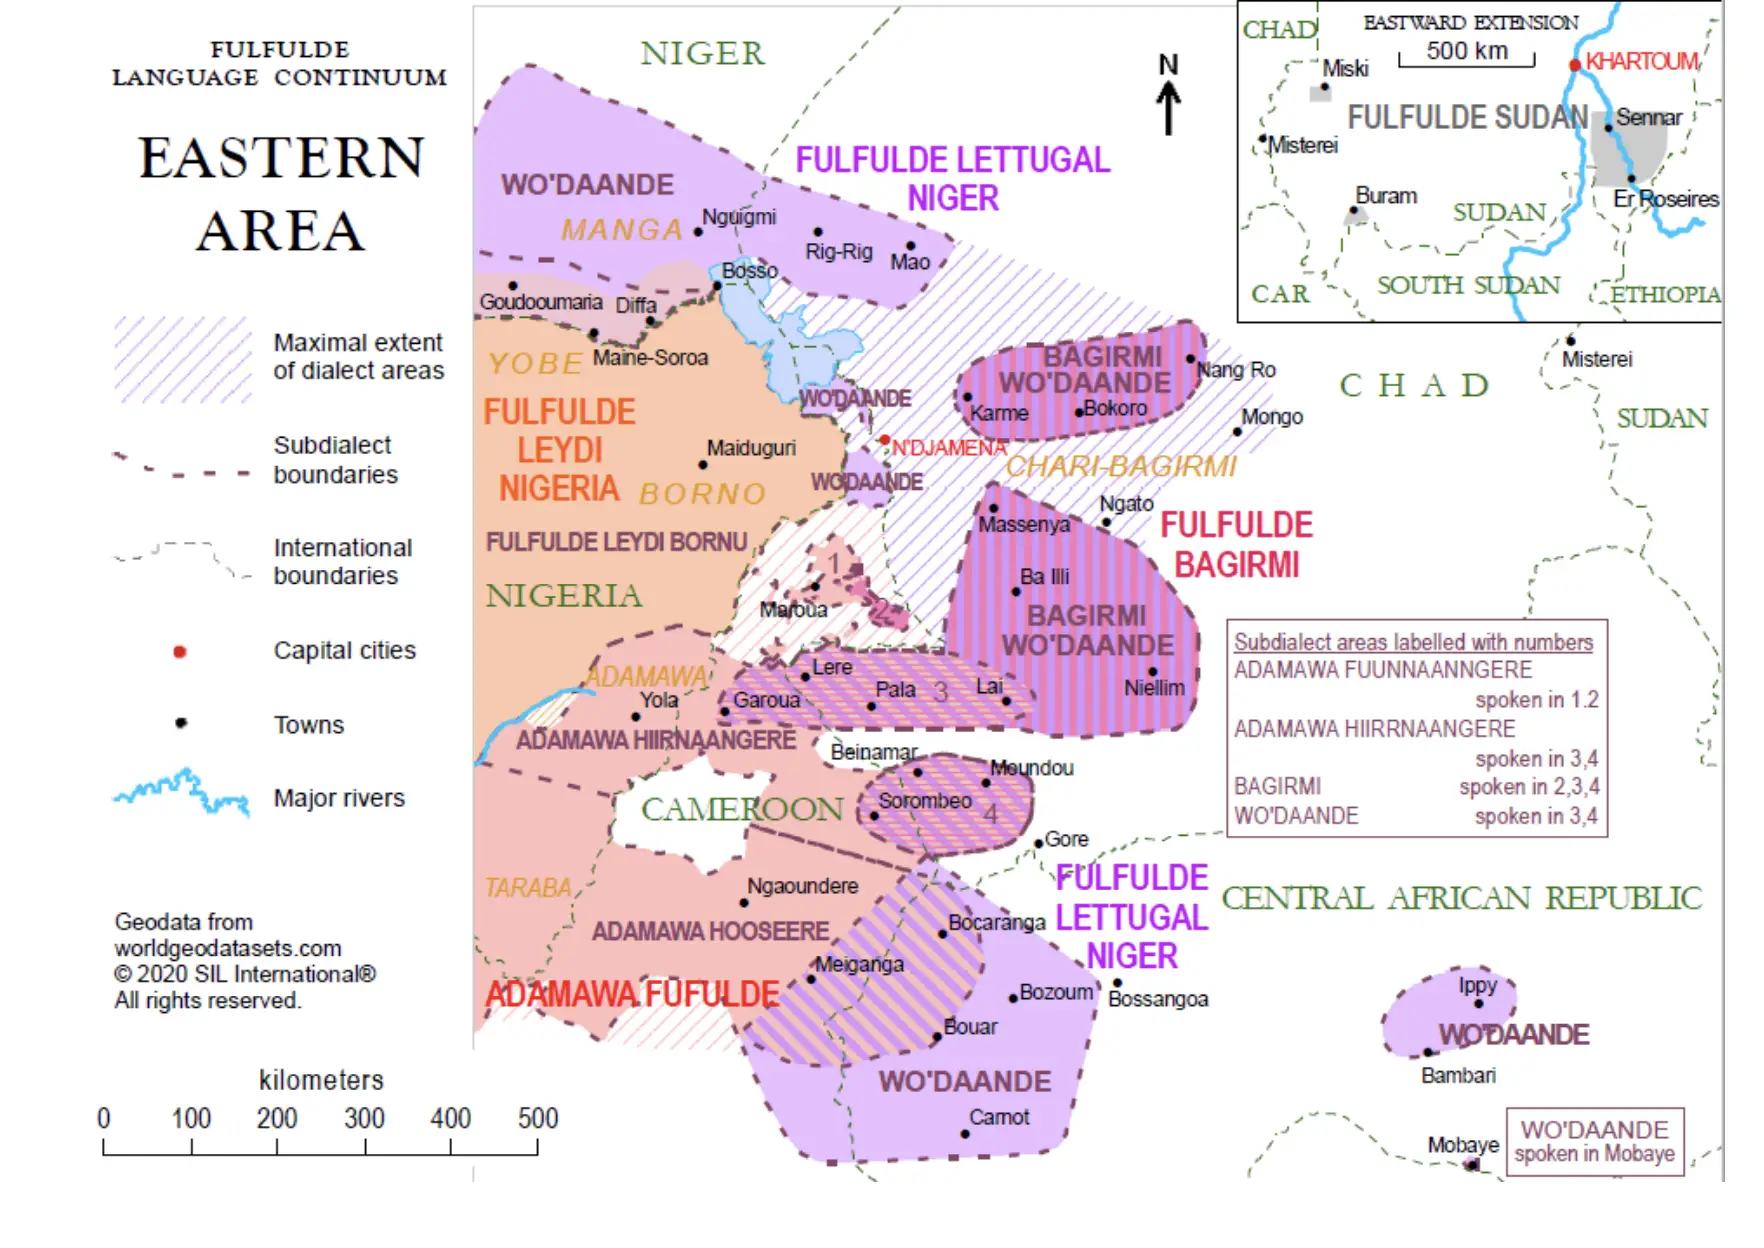 FULFULDE
LANGUAGE CONTINUUM
EASTERN
AREA
Maximal extent
of dialect areas
Subdialect
boundaries
International
boundaries
Capital cities
Towns
Major rivers
Geodata from
worldgeodatasets.com
© 2020 SIL International®
All rights reserved.
kilometers
0 100 200 300 400 500
NIGER
N
WO'DAANDE
MANGA
Nguigmi
FULFULDE LETTUGAL
NIGER
Rig-Rig
Mao
Bosso
Goudooumaria
Diffa
Maine-Soroa
YOBE
FULFULDE
LEYDI
NIGERIA
Maiduguri
BORNO
FULFULDE LEYDI BORNU
NIGERIA
WO'DAANDE
N'DJAMENA
WODAANDE
BAGIRMI
WO'DAANDE
Nang Ro
Karme
Bokoro
Mongo
CHARI-BAGIRMI
CHAD
Misterei
SUDAN
Massenya
Ngato
FULFULDE
BAGIRMI
Ba Illi
BAGIRMI
WO'DAANDE
Niellim
1
Maroua
2
ADAMAWA
Yola
Garoua
Lere
Pala
3
Lai
ADAMAWA HIIRNAANGERE
Beinamar
Moundou
Sorombeo
4
CAMEROON
Gore
TARABA
Ngaoundere
ADAMAWA HOOSEERE
ADAMAWA FUFULDE
FULFULDE
LETTUGAL
NIGER
Bocaranga
Meiganga
Bozoum
Bossangoa
Bouar
WO'DAANDE
Carnot
CENTRAL AFRICAN REPUBLIC
Ippy
WO'DAANDE
Bambari
Mobaye
WO'DAANDE
spoken in Mobaye
Subdialect areas labelled with numbers
ADAMAWA FUUNNAANNGERE
spoken in 1.2
ADAMAWA HIIRRNAANGERE
spoken in 3,4
BAGIRMI spoken in 2,3,4
WO'DAANDE spoken in 3,4
CHAD
EASTWARD EXTENSION
500 km
KHARTOUM
Miski
FULFULDE SUDAN
Sennar
Misterei
Buram
Er Roseires
SUDAN
CAR
SOUTH SUDAN
ETHIOPIA